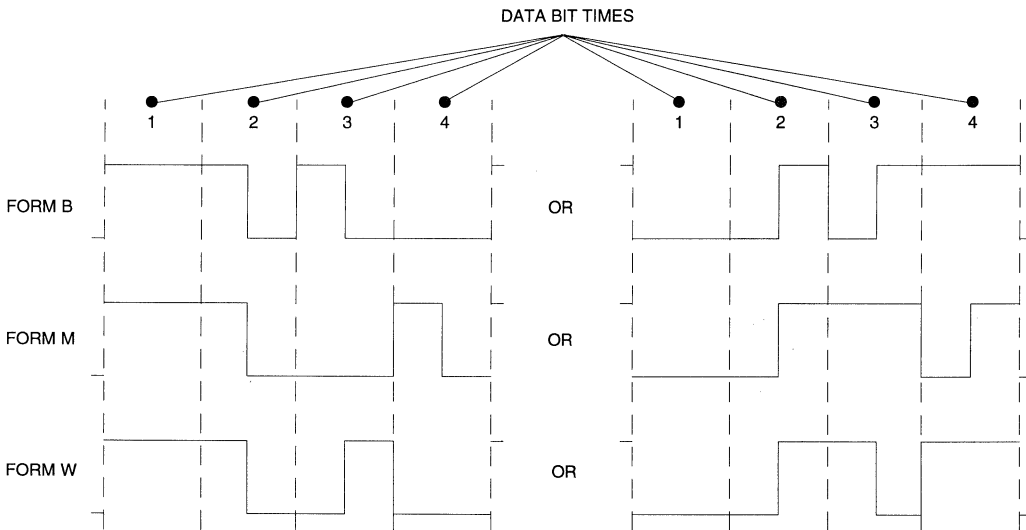 DATA BIT TIMES
1 2 3 4 1 2 3 4
FORM B OR
FORM M OR
FORM W OR